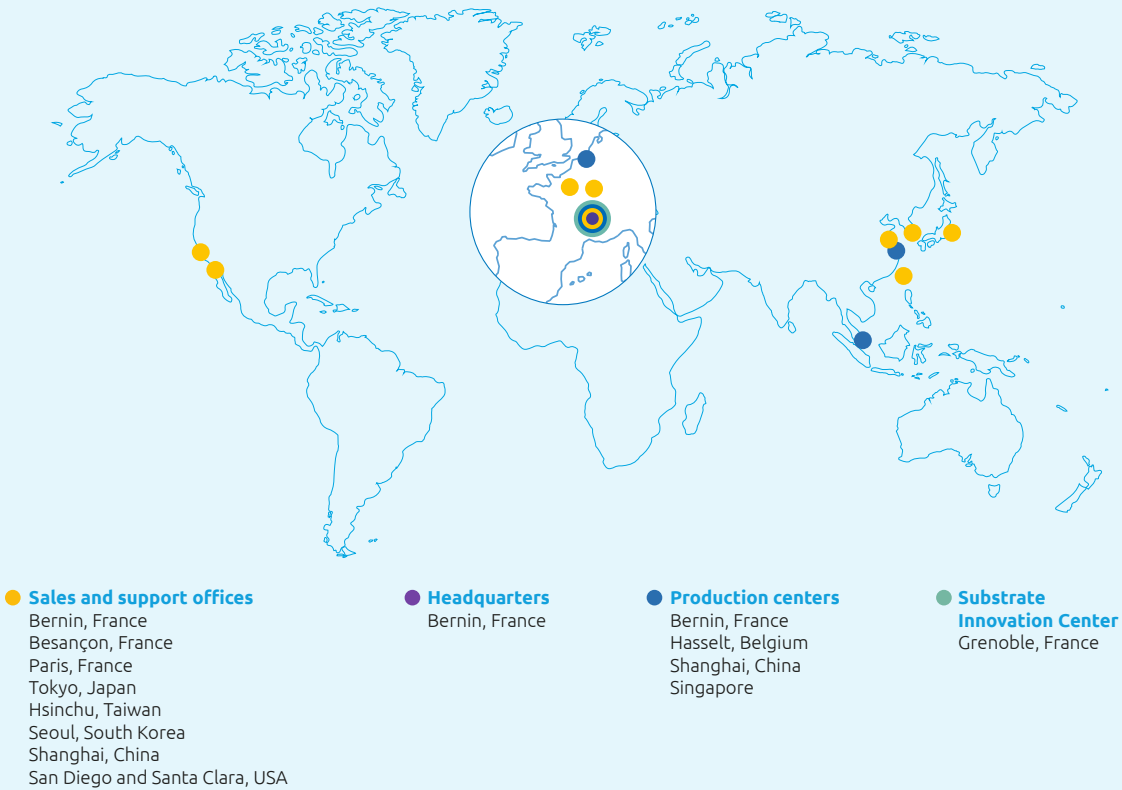 Sales and support offices
Bernin, France
Besançon, France
Paris, France
Tokyo, Japan
Hsinchu, Taiwan
Seoul, South Korea
Shanghai, China
San Diego and Santa Clara, USA
Headquarters
Bernin, France
Production centers
Bernin, France
Hasselt, Belgium
Shanghai, China
Singapore
Substrate
Innovation Center
Grenoble, France